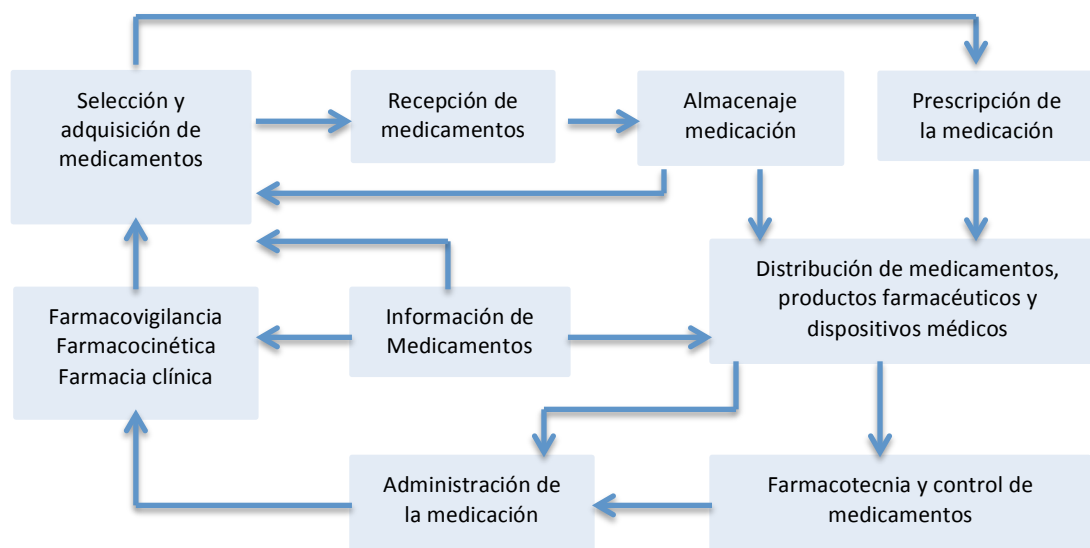 Selección y
adquisición de
medicamentos
Recepción de
medicamentos
Almacenaje
medicación
Prescripción de
la medicación
Distribución de medicamentos,
productos farmacéuticos y
dispositivos médicos
Farmacovigilancia
Farmacocinética
Farmacia clínica
Información de
Medicamentos
Administración de
la medicación
Farmacotecnia y control de
medicamentos